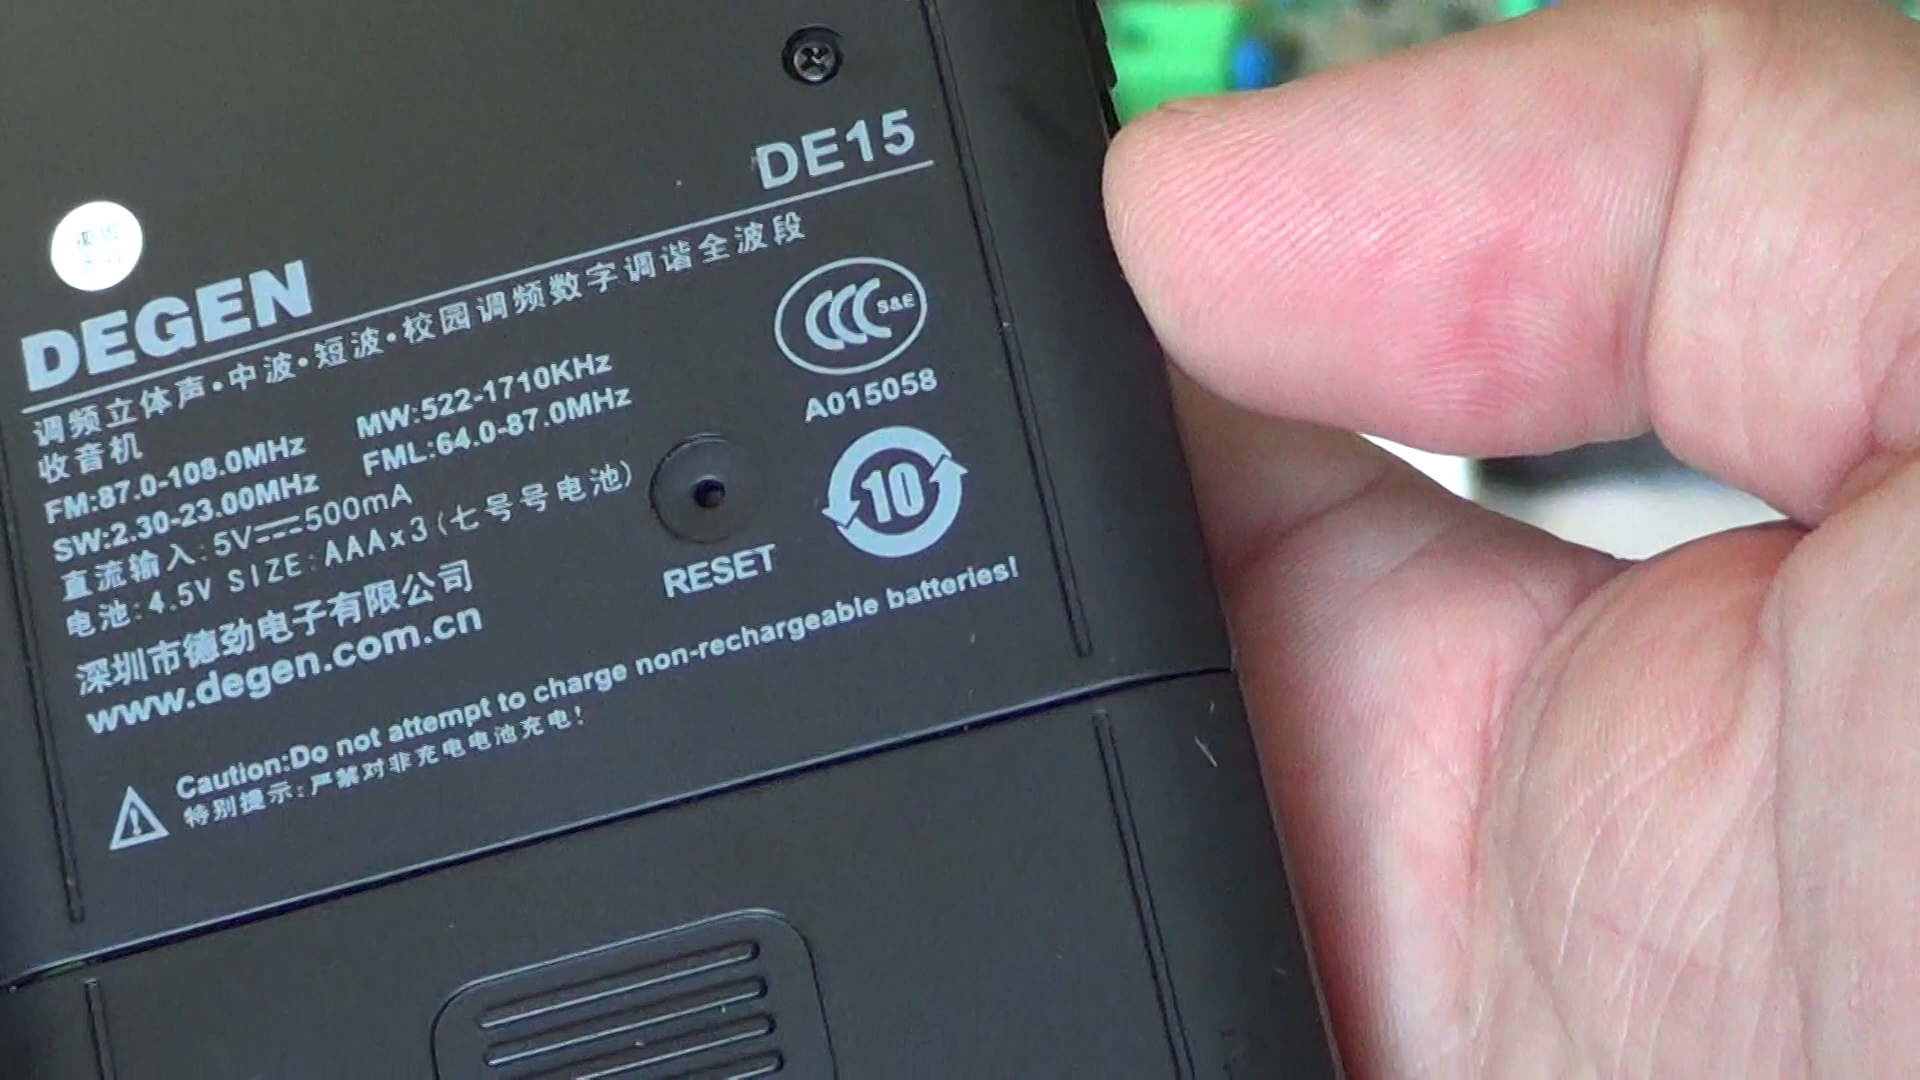 DE15
DEGEN
调频立体声·中波·短波·校园调频数字调谐全波段
收音机
FM:87.0-108.0MHz MW:522-1710KHz
SW:2.30-23.00MHz FML:64.0-87.0MHz
直流输入:5V⎓500mA
电池:4.5V SIZE:AAAx3(七号号电池)
深圳市德劲电子有限公司
www.degen.com.cn
CCC S&E
A015058
10
RESET
Caution:Do not attempt to charge non-rechargeable batteries!
特别提示:严禁对非充电电池充电!